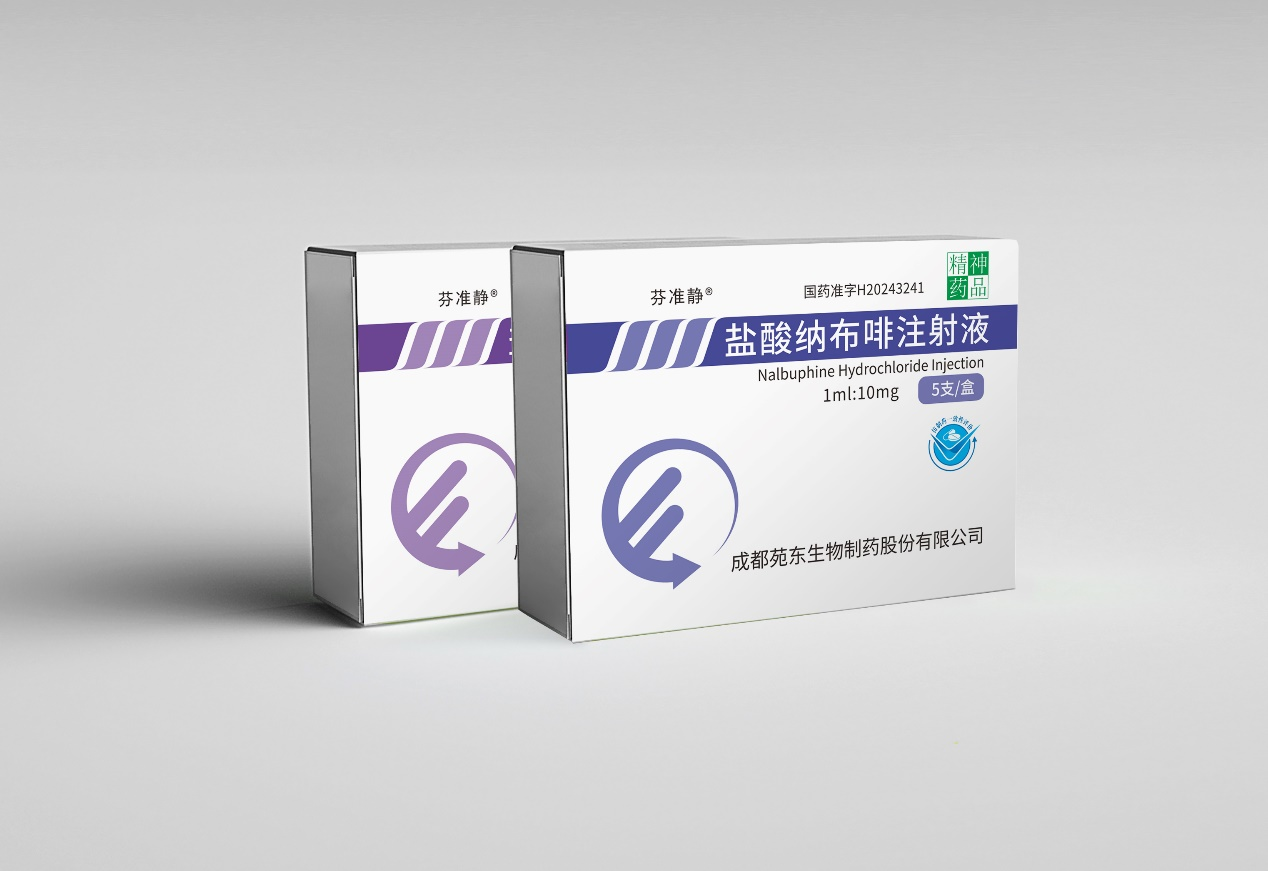 芬准静®
芬准静®
国药准字H20243241
精神
药品
盐酸纳布啡注射液
Nalbuphine Hydrochloride Injection
1ml:10mg
5支/盒
成都苑东生物制药股份有限公司